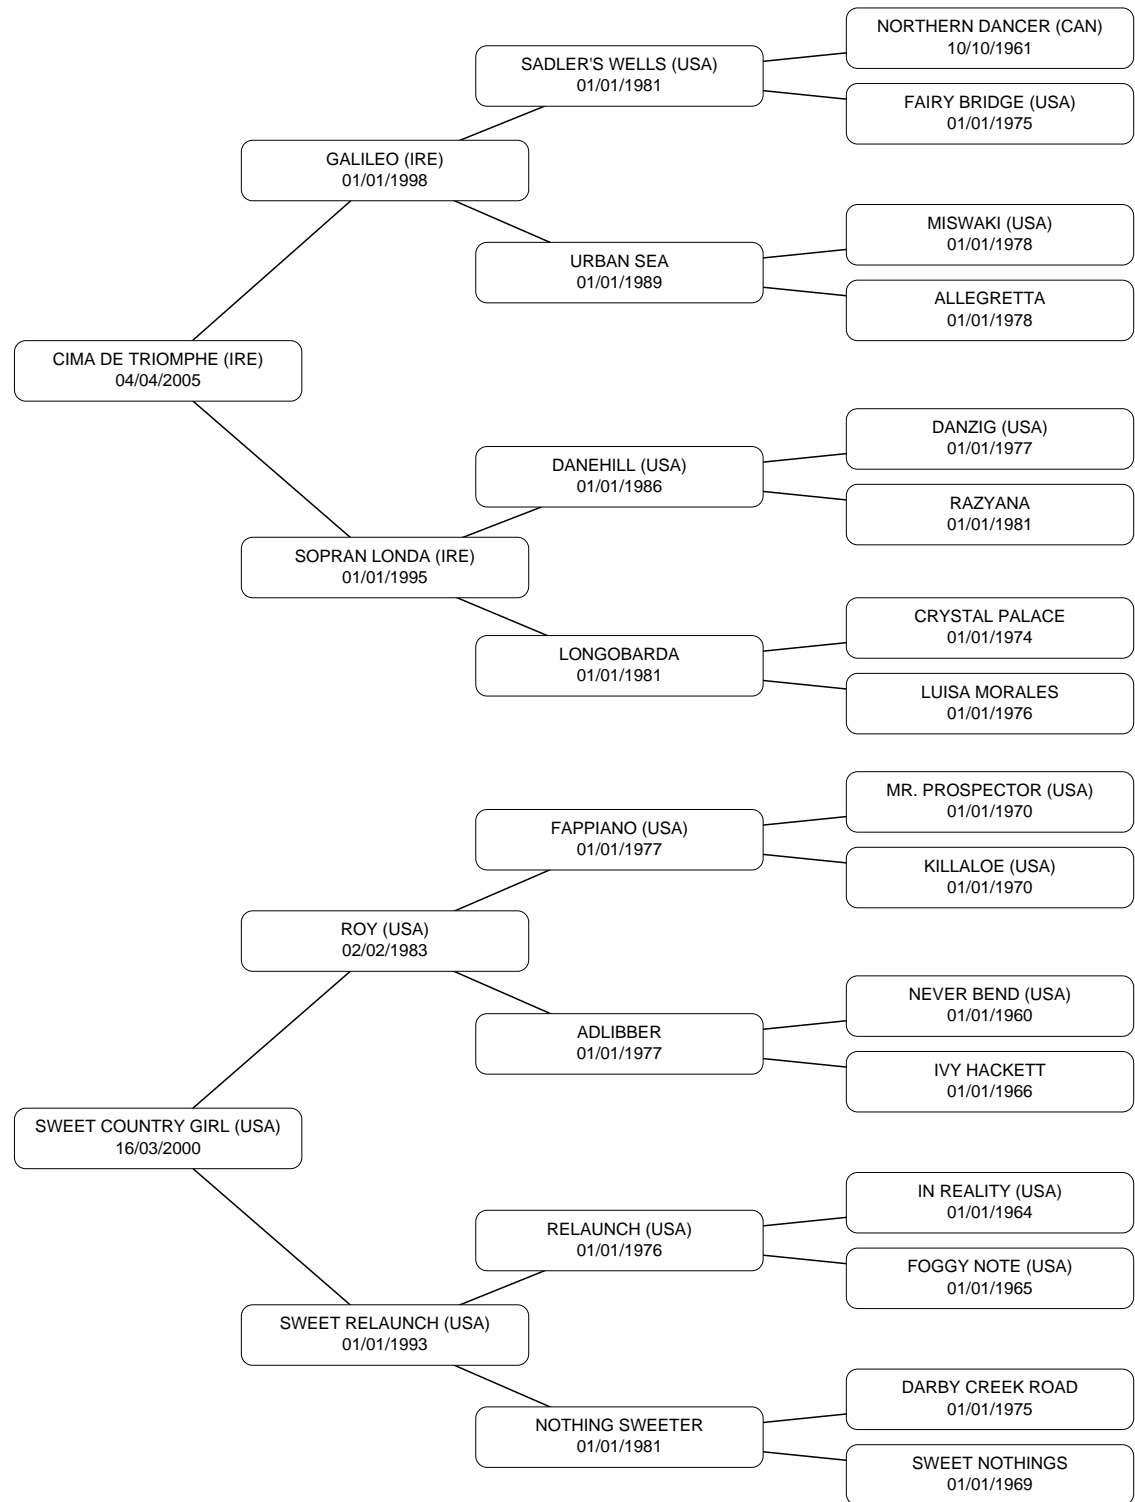 NORTHERN DANCER (CAN)
10/10/1961
SADLER'S WELLS (USA)
01/01/1981
FAIRY BRIDGE (USA)
01/01/1975
GALILEO (IRE)
01/01/1998
MISWAKI (USA)
01/01/1978
URBAN SEA
01/01/1989
ALLEGRETTA
01/01/1978
CIMA DE TRIOMPHE (IRE)
04/04/2005
DANZIG (USA)
01/01/1977
DANEHILL (USA)
01/01/1986
RAZYANA
01/01/1981
SOPRAN LONDA (IRE)
01/01/1995
CRYSTAL PALACE
01/01/1974
LONGOBARDA
01/01/1981
LUISA MORALES
01/01/1976
MR. PROSPECTOR (USA)
01/01/1970
FAPPIANO (USA)
01/01/1977
KILLALOE (USA)
01/01/1970
ROY (USA)
02/02/1983
NEVER BEND (USA)
01/01/1960
ADLIBBER
01/01/1977
IVY HACKETT
01/01/1966
SWEET COUNTRY GIRL (USA)
16/03/2000
IN REALITY (USA)
01/01/1964
RELAUNCH (USA)
01/01/1976
FOGGY NOTE (USA)
01/01/1965
SWEET RELAUNCH (USA)
01/01/1993
DARBY CREEK ROAD
01/01/1975
NOTHING SWEETER
01/01/1981
SWEET NOTHINGS
01/01/1969